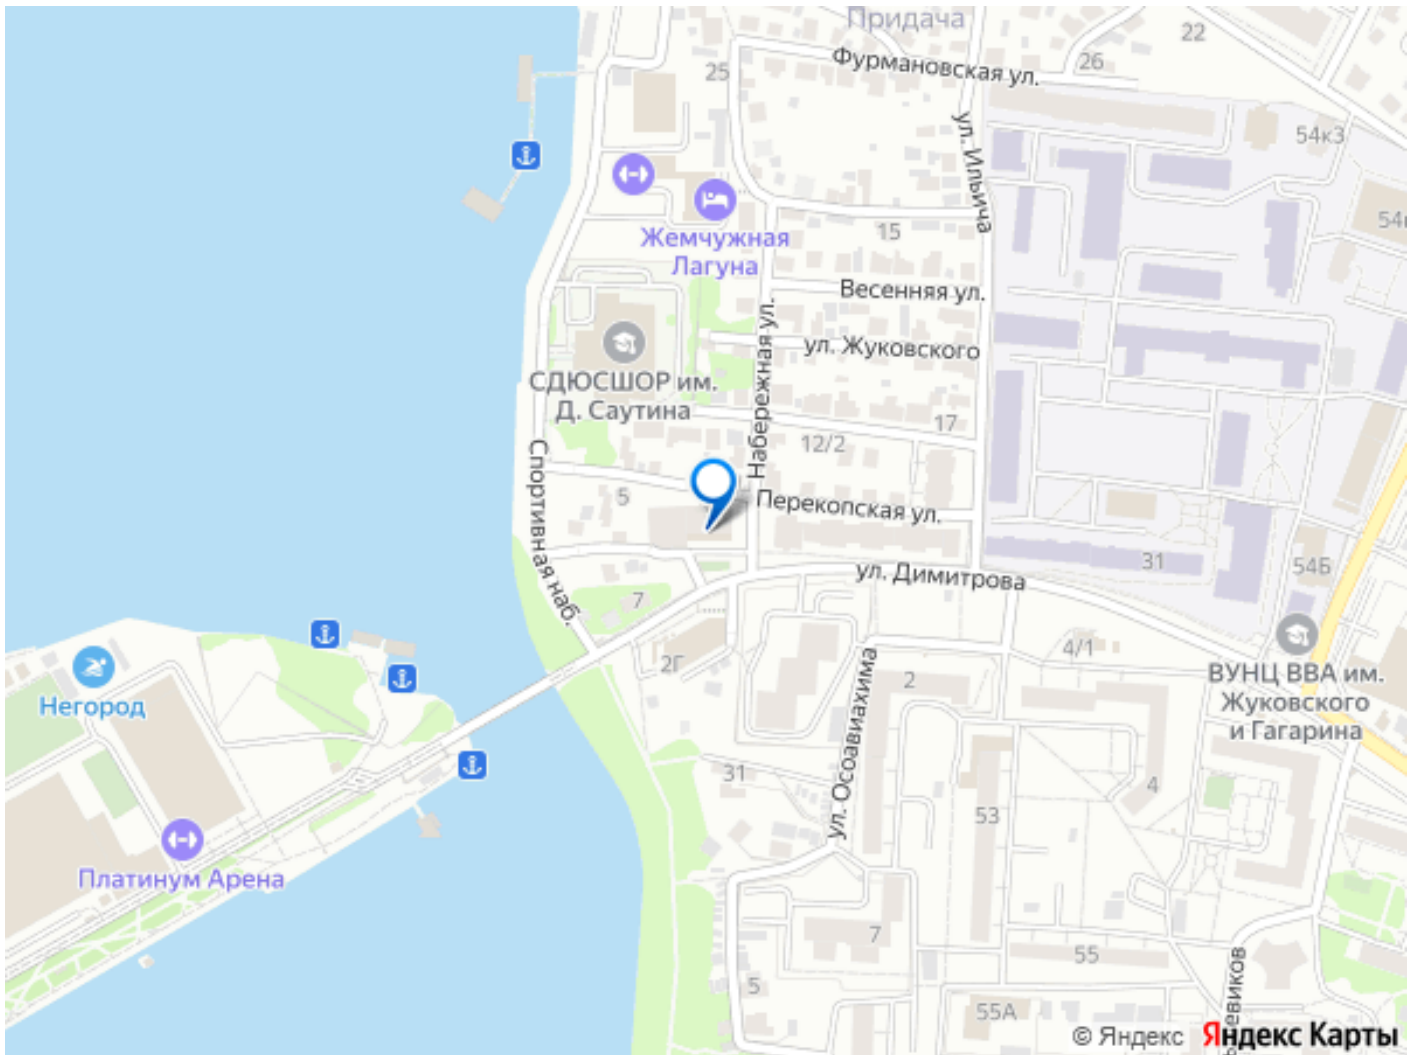 Придача
22
Фурмановская ул.
26
25
ул. Ильича
54к3
Жемчужная
Лагуна
15
Весенняя ул.
Набережная ул.
ул. Жуковского
СДЮСШОР им.
Д. Саутина
17
12/2
Спортивная наб.
5
Перекопская ул.
31
54Б
ул. Димитрова
7
4/1
2Г
ул. Осоавиахима
2
ВУНЦ ВВА им.
Жуковского
и Гагарина
Негород
31
4
53
Платинум Арена
7
55
5
55А
© Яндекс Яндекс Карты